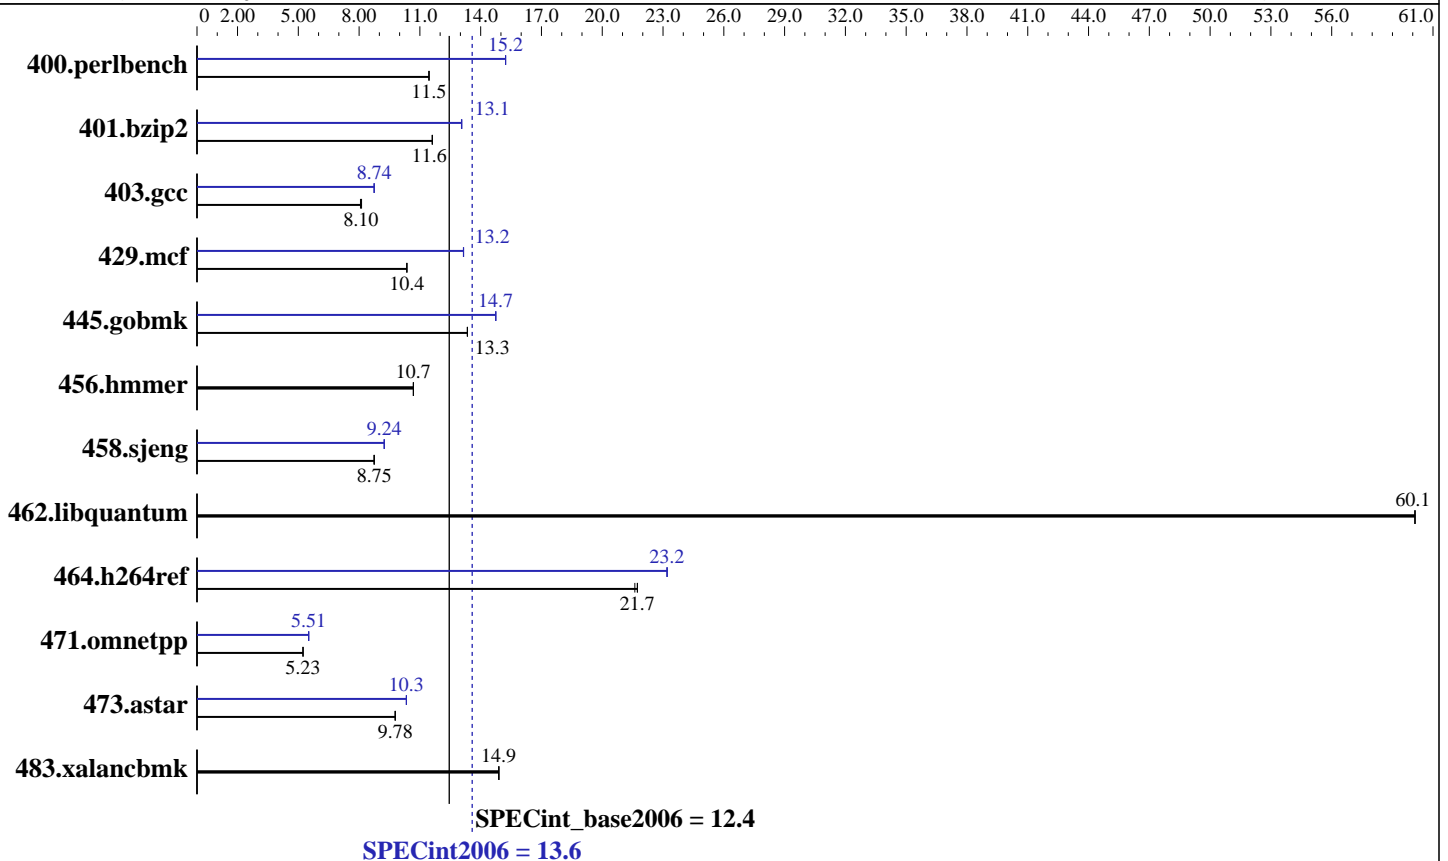 0 2.00 5.00 8.00 11.0 14.0 17.0 20.0 23.0 26.0 29.0 32.0 35.0 38.0 41.0 44.0 47.0 50.0 53.0 56.0 61.0
15.2
400.perlbench
11.5
13.1
401.bzip2
11.6
8.74
403.gcc
8.10
13.2
429.mcf
10.4
14.7
445.gobmk
13.3
10.7
456.hmmer
9.24
458.sjeng
8.75
60.1
462.libquantum
23.2
464.h264ref
21.7
5.51
471.omnetpp
5.23
10.3
473.astar
9.78
14.9
483.xalancbmk
SPECint_base2006 = 12.4
SPECint2006 = 13.6